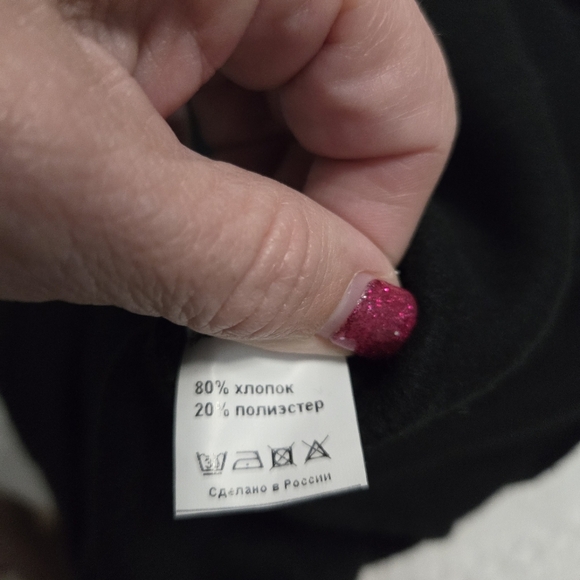 80% хлопок
20% полиэстер
Сделано в России